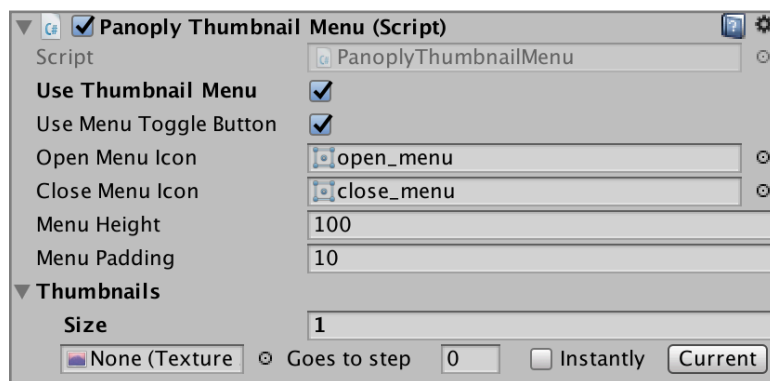 Panoply Thumbnail Menu (Script)
Script PanoplyThumbnailMenu
Use Thumbnail Menu
Use Menu Toggle Button
Open Menu Icon open_menu
Close Menu Icon close_menu
Menu Height 100
Menu Padding 10
Thumbnails
Size 1
None (Texture Goes to step 0 Instantly Current